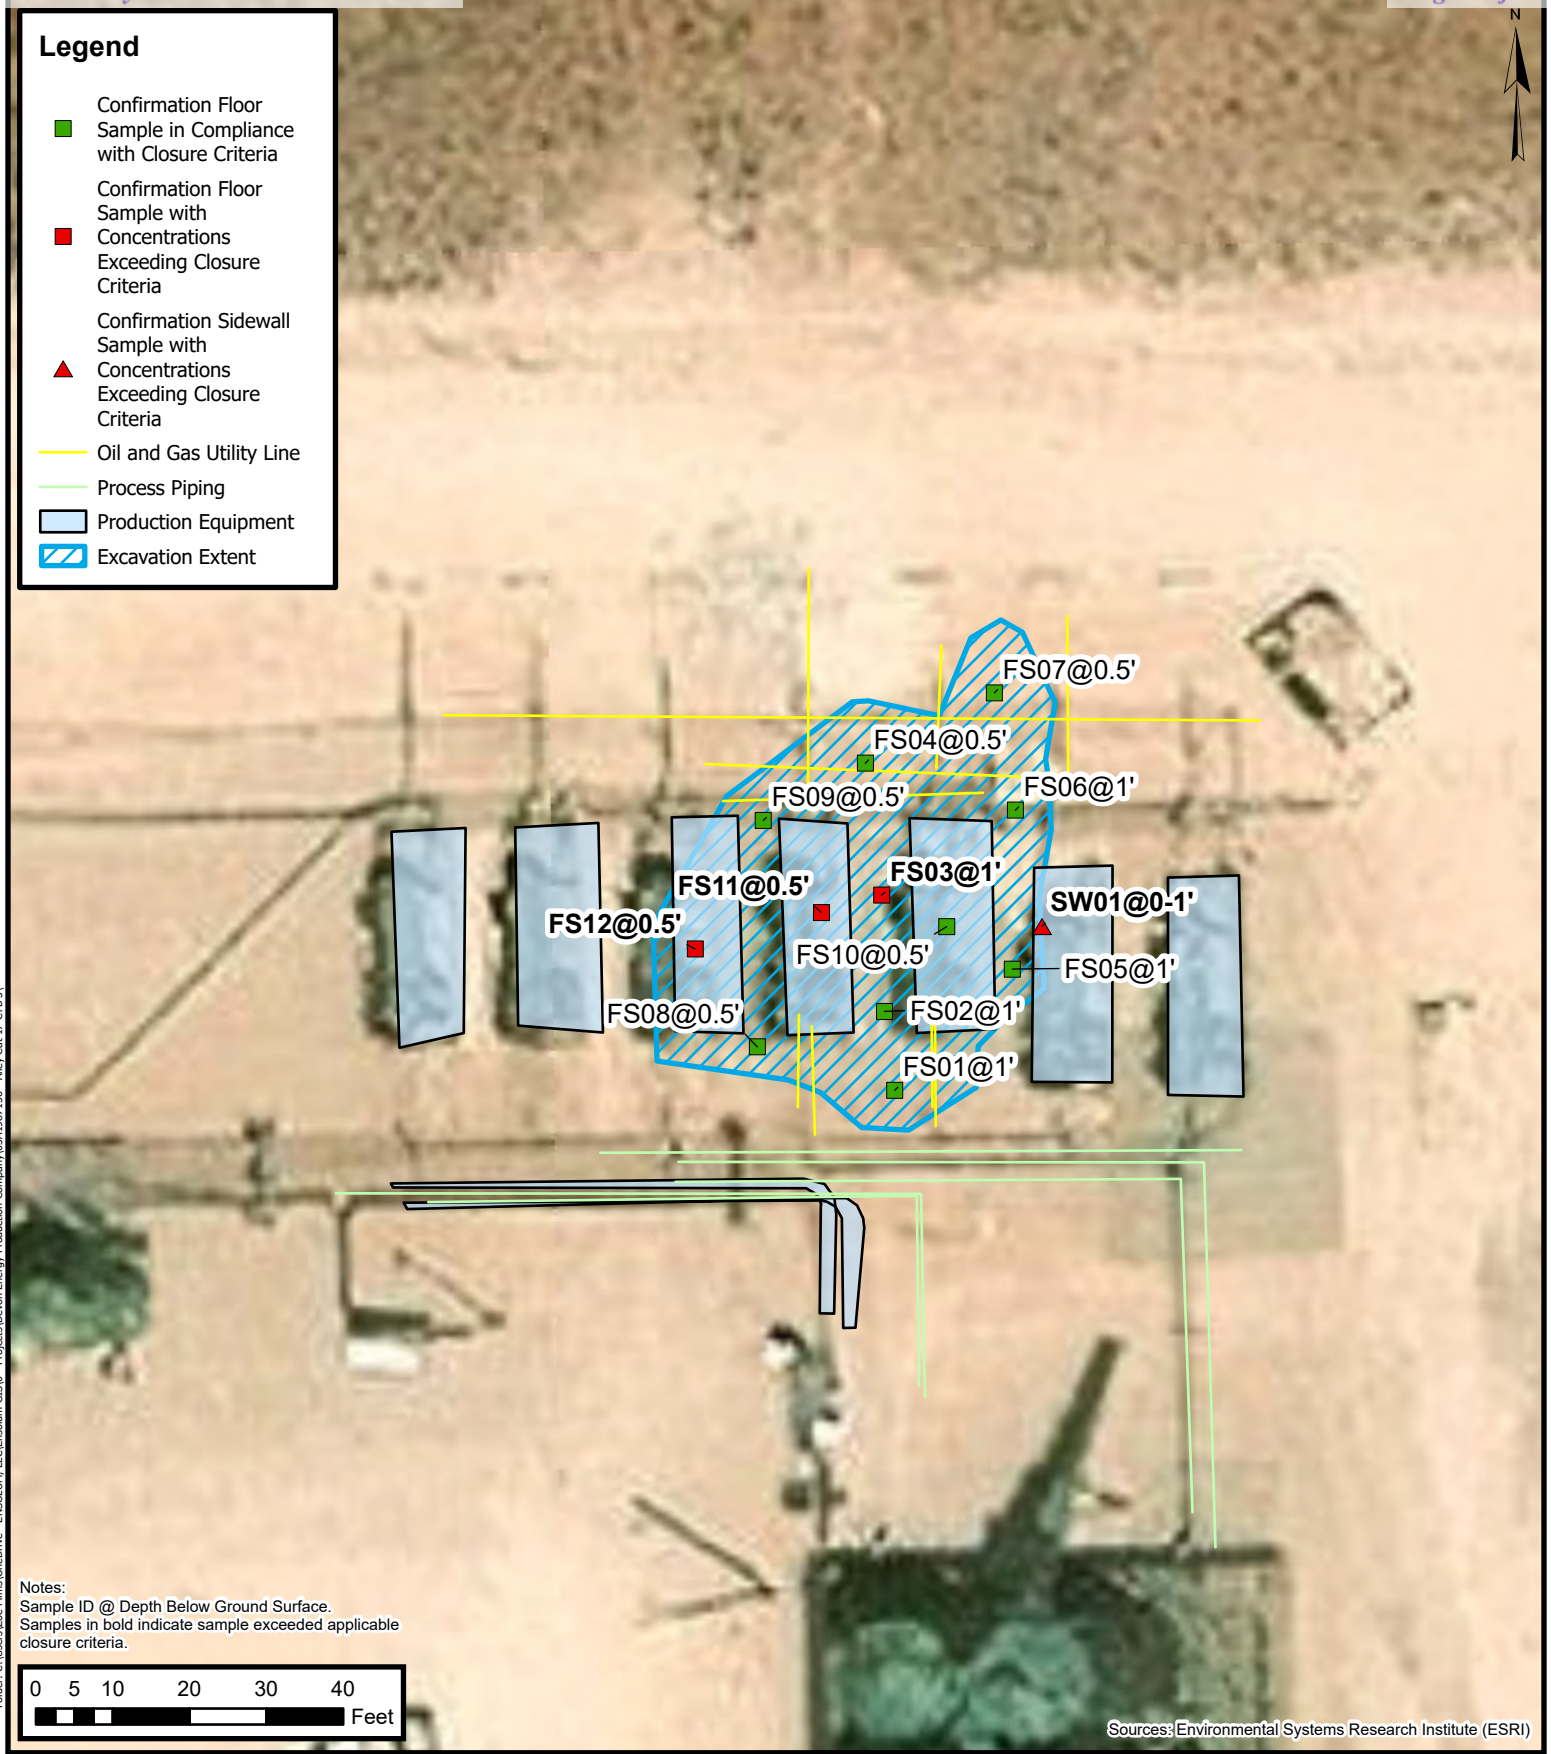 N
Legend
Confirmation Floor
Sample in Compliance
with Closure Criteria
Confirmation Floor
Sample with
Concentrations
Exceeding Closure
Criteria
Confirmation Sidewall
Sample with
Concentrations
Exceeding Closure
Criteria
Oil and Gas Utility Line
Process Piping
Production Equipment
Excavation Extent
FS07@0.5'
FS04@0.5'
FS06@1'
FS09@0.5'
FS03@1'
FS11@0.5'
SW01@0-1'
FS12@0.5'
FS10@0.5'
FS05@1'
FS02@1'
FS08@0.5'
FS01@1'
Notes:
Sample ID @ Depth Below Ground Surface.
Samples in bold indicate sample exceeded applicable
closure criteria.
0 5 10 20 30 40
Feet
Sources: Environmental Systems Research Institute (ESRI)